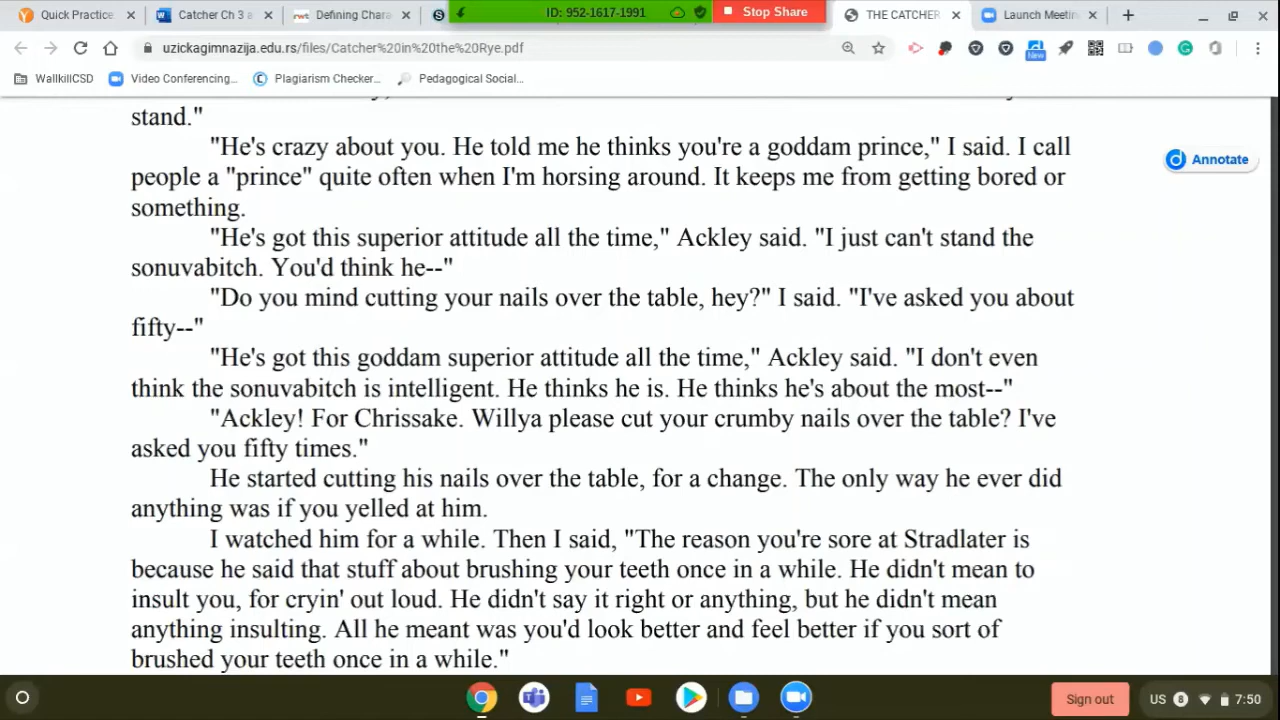 Quick Practice
Catcher Ch 3 a
Defining Chara
ID: 952-1617-1991
Stop Share
THE CATCHER
Launch Meetin
uzickagimnazija.edu.rs/files/Catcher%20in%20the%20Rye.pdf
New
WallkillCSD
Video Conferencing...
Plagiarism Checker...
Pedagogical Social...
Annotate
stand."
"He's crazy about you. He told me he thinks you're a goddam prince," I said. I call
people a "prince" quite often when I'm horsing around. It keeps me from getting bored or
something.
"He's got this superior attitude all the time," Ackley said. "I just can't stand the
sonuvabitch. You'd think he--"
"Do you mind cutting your nails over the table, hey?" I said. "I've asked you about
fifty--"
"He's got this goddam superior attitude all the time," Ackley said. "I don't even
think the sonuvabitch is intelligent. He thinks he is. He thinks he's about the most--"
"Ackley! For Chrissake. Willya please cut your crumby nails over the table? I've
asked you fifty times."
He started cutting his nails over the table, for a change. The only way he ever did
anything was if you yelled at him.
I watched him for a while. Then I said, "The reason you're sore at Stradlater is
because he said that stuff about brushing your teeth once in a while. He didn't mean to
insult you, for cryin' out loud. He didn't say it right or anything, but he didn't mean
anything insulting. All he meant was you'd look better and feel better if you sort of
brushed your teeth once in a while."
Sign out
US
8
7:50